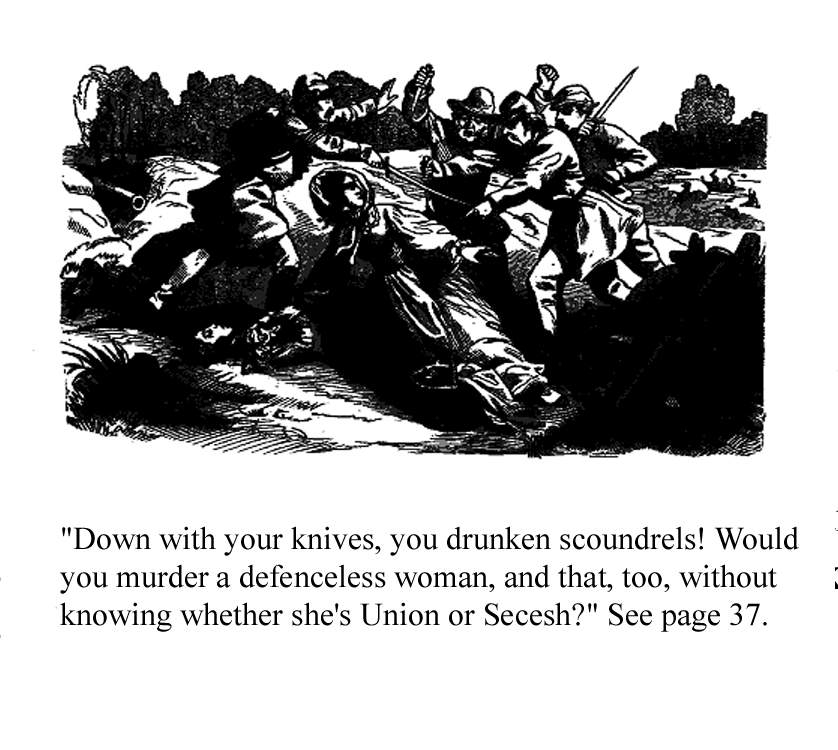 "Down with your knives, you drunken scoundrels! Would
you murder a defenceless woman, and that, too, without
knowing whether she's Union or Secesh?" See page 37.